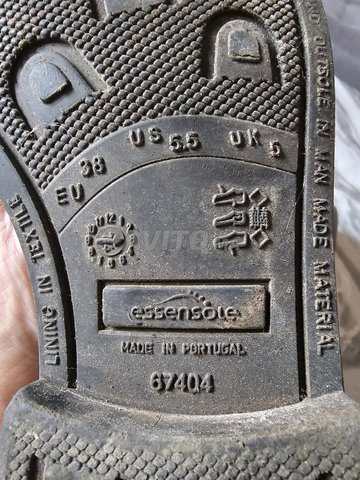 EU 38 US 5.5 UK 5
essensole
MADE IN PORTUGAL
67404
LINING IN TEXTILE
OUTSOLE IN MAN MADE MATERIAL